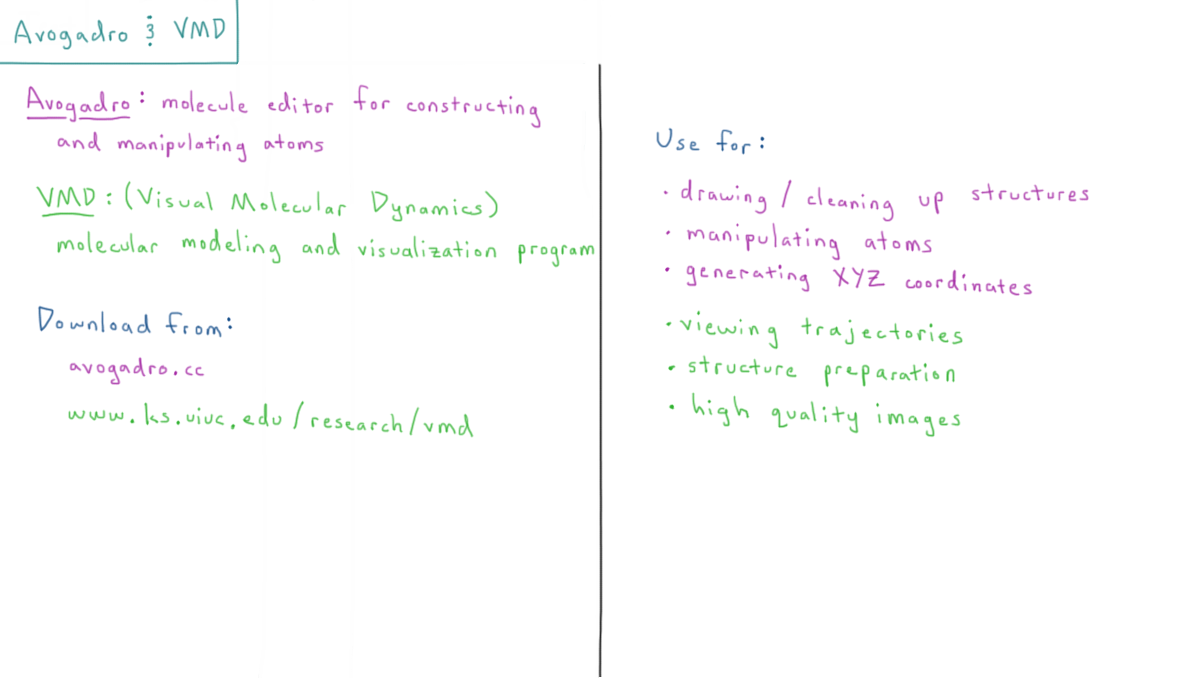 Avogadro & VMD
Avogadro: molecule editor for constructing
and manipulating atoms
VMD: (Visual Molecular Dynamics)
molecular modeling and visualization program
Download from:
avogadro.cc
www.ks.uiuc.edu/research/vmd
Use for:
• drawing / cleaning up structures
• manipulating atoms
• generating XYZ coordinates
• viewing trajectories
• structure preparation
• high quality images